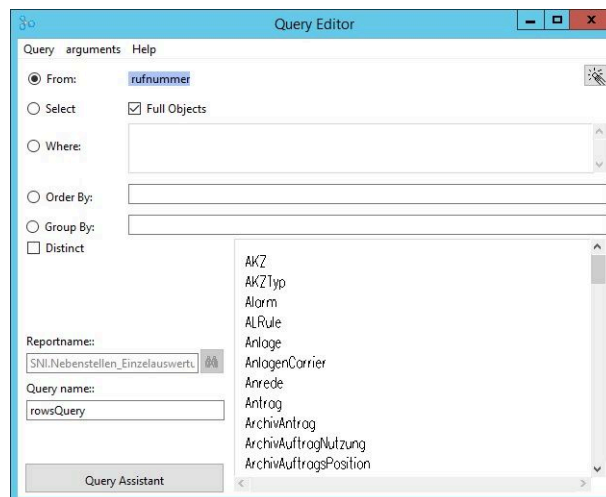 Query Editor
Query arguments Help
From: rufnummer
Select Full Objects
Where:
Order By:
Group By:
Distinct
Reportname::
SNI.Nebenstellen_Einzelauswertu
Query name::
rowsQuery
Query Assistant
AKZ
AKZTyp
Alarm
ALRule
Anlage
AnlagenCarrier
Anrede
Antrag
ArchivAntrag
ArchivAuftragNutzung
ArchivAuftragsPosition